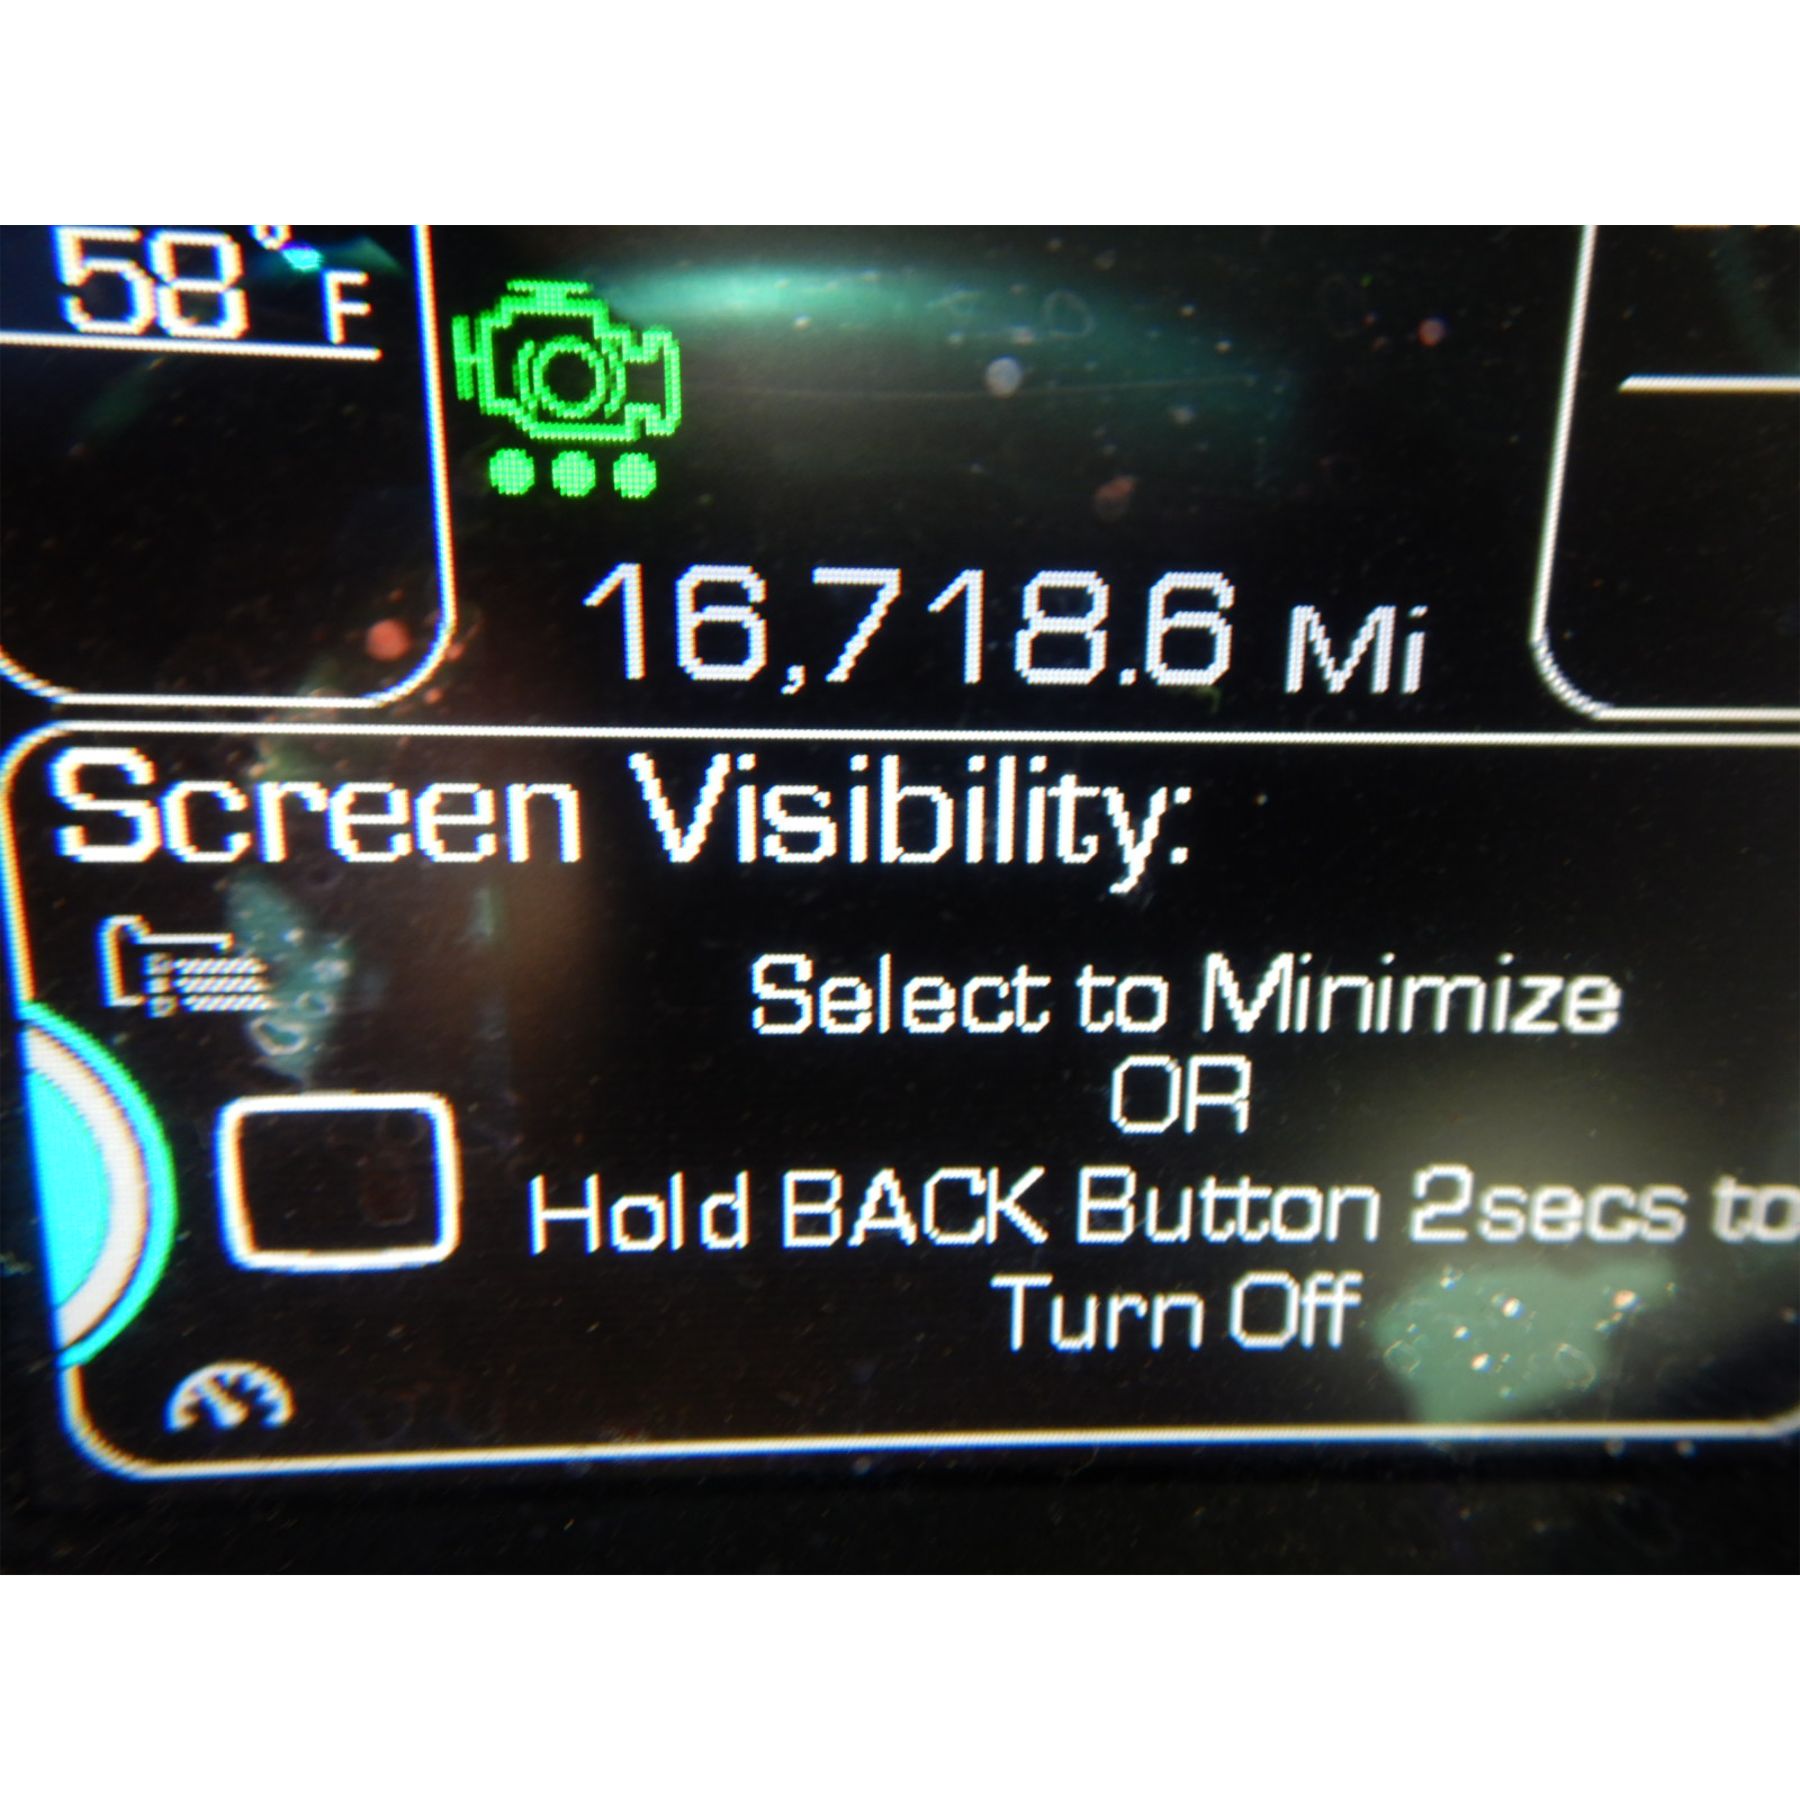 58° F
16,718.6 Mi
Screen Visibility:
Select to Minimize
OR
Hold BACK Button 2secs to
Turn Off